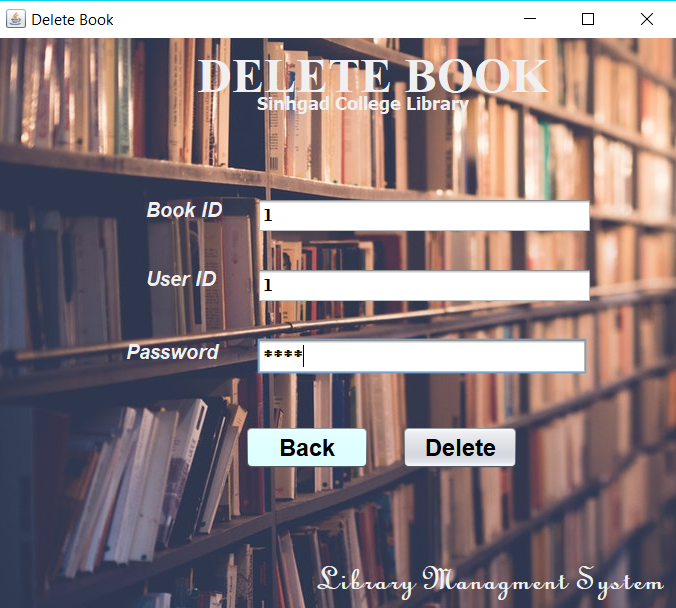 Delete Book
DELETE BOOK
Sinhgad College Library
Book ID 1
User ID 1
Password ****
Back Delete
Library Managment System